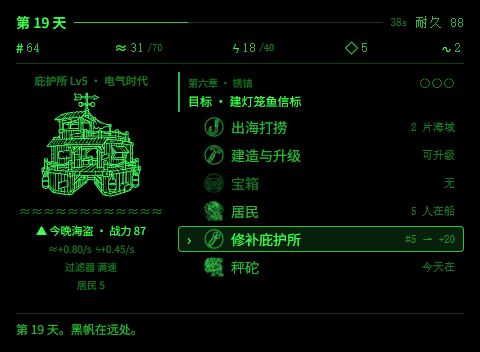 第 19 天 38s 耐久 88
# 64 ≈ 31 /70 ϟ 18 /40 ◇ 5 ∿ 2
庇护所 Lv5 · 电气时代
第六章 · 锈锚 ○○○
目标 · 建灯笼鱼信标
出海打捞 2 片海域
建造与升级 可升级
宝箱 无
居民 5 人在船
› 修补庇护所 #5 → +20
秤砣 今天在
▲ 今晚海盗 · 战力 87
≈+0.80/s ϟ+0.45/s
过滤器 满速
居民 5
第 19 天。黑帆在远处。